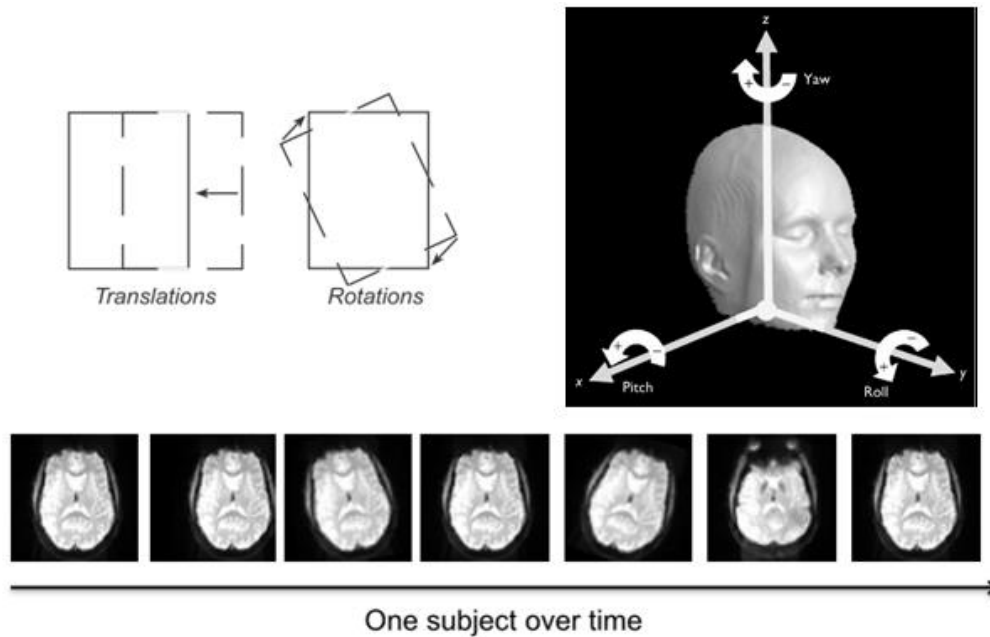 Translations
Rotations
z
+
−
Yaw
+
−
x
Pitch
−
+
y
Roll
One subject over time